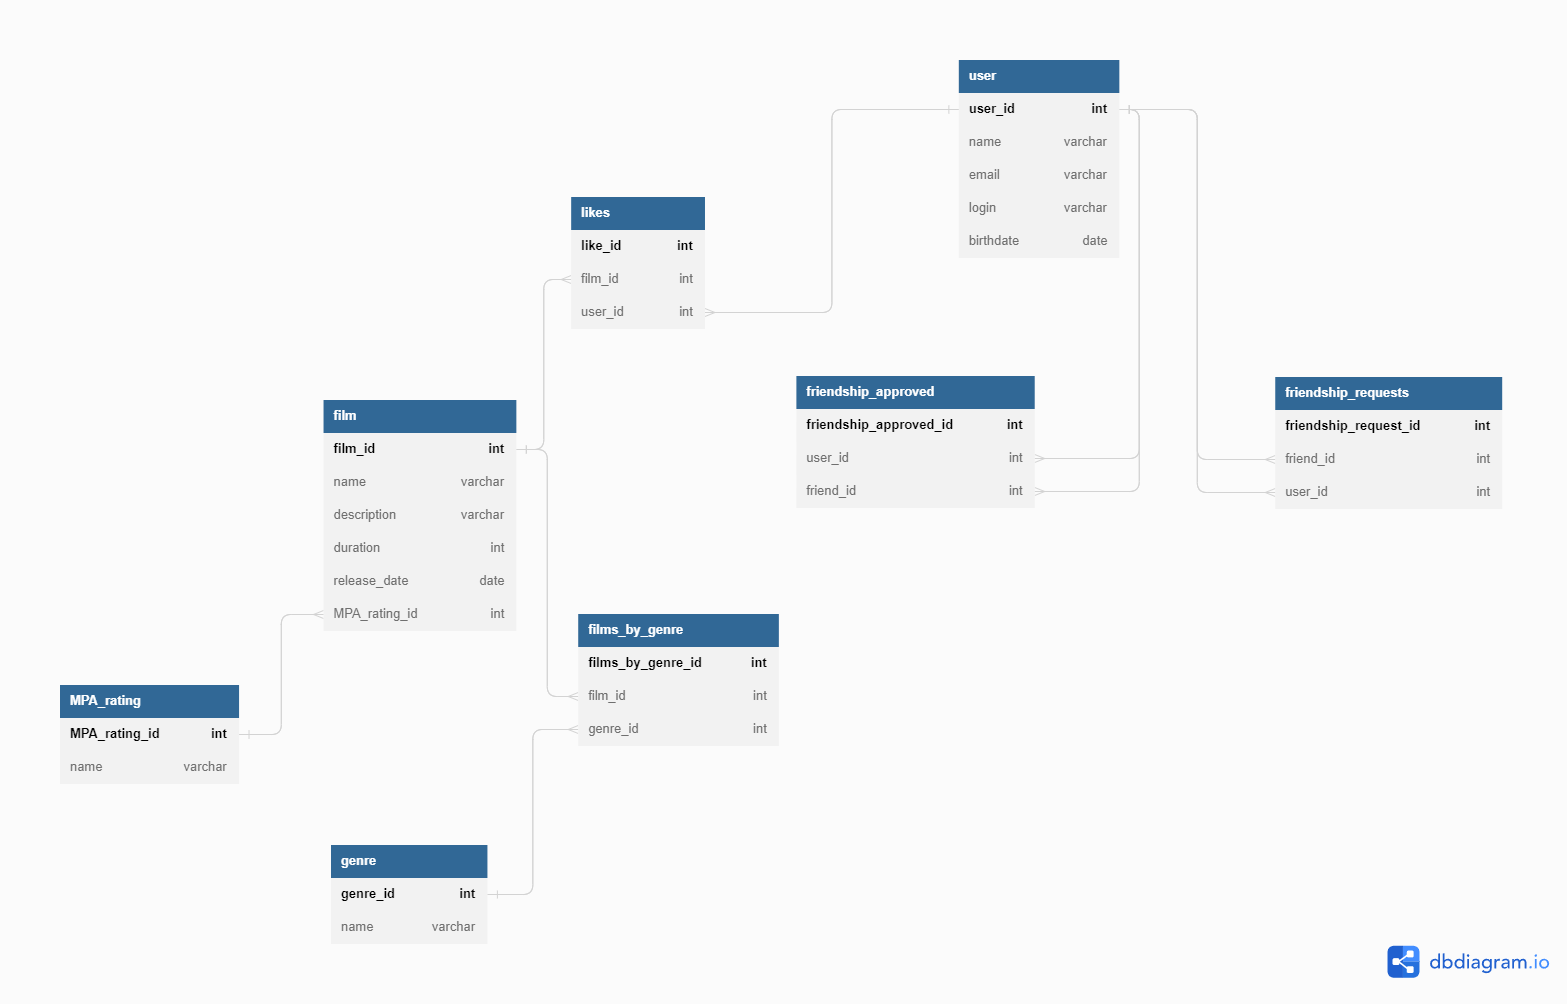 user
user_id int
name varchar
email varchar
login varchar
birthdate date
likes
like_id int
film_id int
user_id int
friendship_approved
friendship_approved_id int
user_id int
friend_id int
friendship_requests
friendship_request_id int
friend_id int
user_id int
film
film_id int
name varchar
description varchar
duration int
release_date date
MPA_rating_id int
films_by_genre
films_by_genre_id int
film_id int
genre_id int
MPA_rating
MPA_rating_id int
name varchar
genre
genre_id int
name varchar
dbdiagram.io